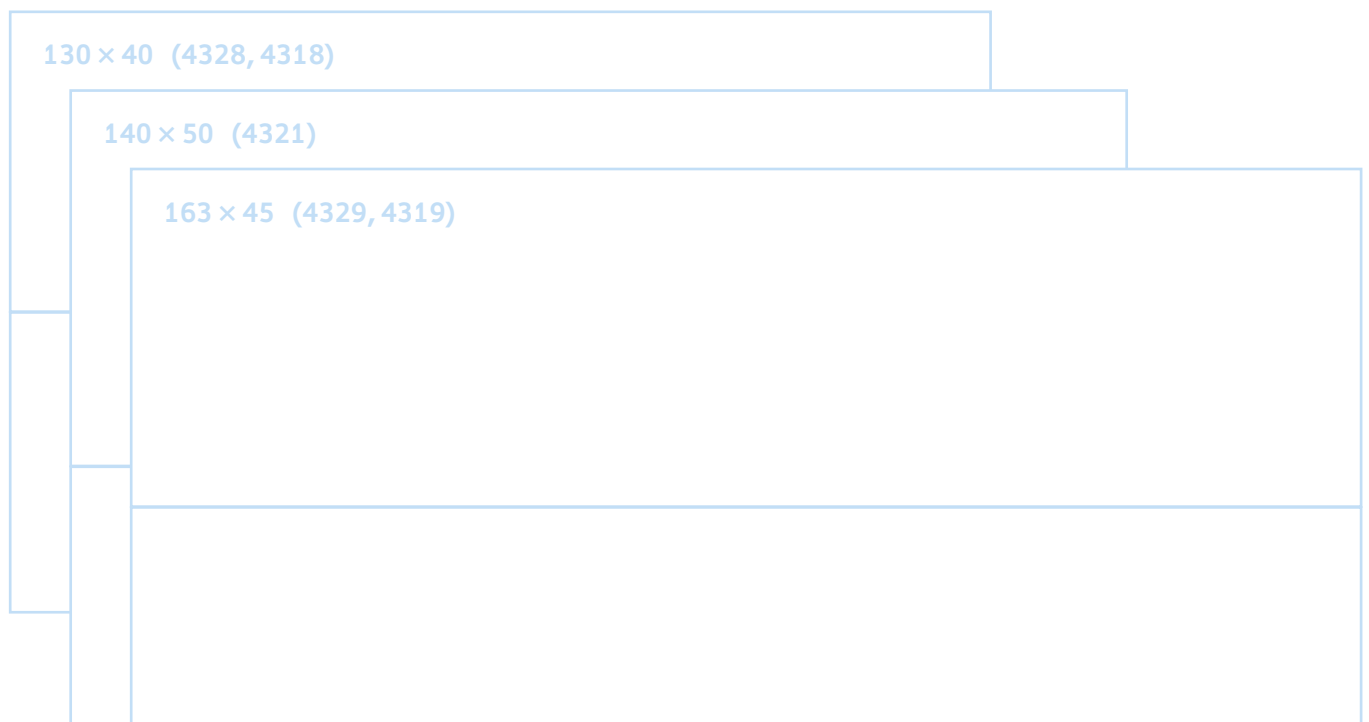 130 × 40 (4328, 4318)
140 × 50 (4321)
163 × 45 (4329, 4319)